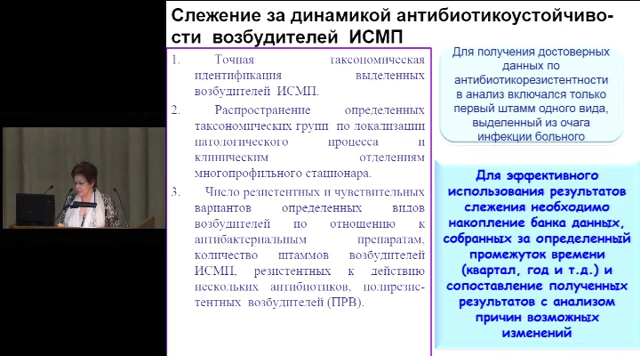 Слежение за динамикой антибиотикоустойчиво-
сти возбудителей ИСМП
1. Точная таксономическая
идентификация выделенных
возбудителей ИСМП.
2. Распространение определенных
таксономических групп по локализации
патологического процесса и
клиническим отделениям
многопрофильного стационара.
3. Число резистентных и чувствительных
вариантов определенных видов
возбудителей по отношению к
антибактериальным препаратам,
количество штаммов возбудителей
ИСМП, резистентных к действию
нескольких антибиотиков, полирезис-
тентных возбудителей (ПРВ).
Для получения достоверных
данных по
антибиотикорезистентности
в анализ включался только
первый штамм одного вида,
выделенный из очага
инфекции больного
Для эффективного
использования результатов
слежения необходимо
накопление банка данных,
собранных за определенный
промежуток времени
(квартал, год и т.д.) и
сопоставление полученных
результатов с анализом
причин возможных
изменений